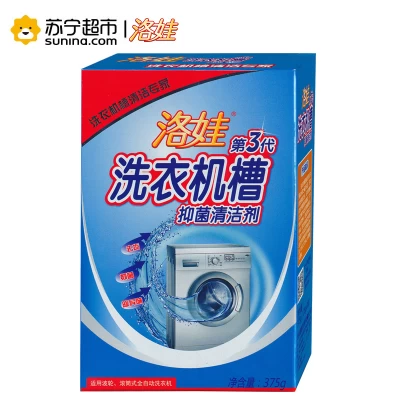 苏宁超市 洛娃
suning.com
洗衣机槽清洁专家
洛娃®
第3代
洗衣机槽
抑菌清洁剂
适用波轮、滚筒式全自动洗衣机
净含量：375g